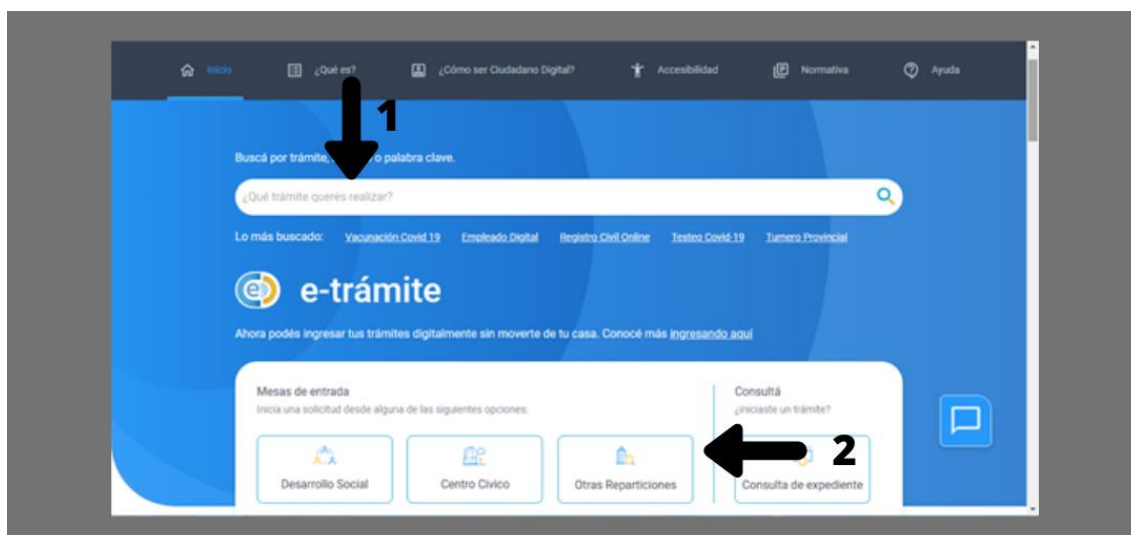 Inicio ¿Qué es? ¿Cómo ser Ciudadano Digital? Accesibilidad Normativa Ayuda
1
Buscá por trámite, o palabra clave.
¿Qué trámite querés realizar?
Lo más buscado: Vacunación Covid 19 Empleado Digital Registro Civil Online Testeo Covid-19 Turnero Provincial
e e-trámite
Ahora podés ingresar tus trámites digitalmente sin moverte de tu casa. Conocé más ingresando aquí
Mesas de entrada
Inicia una solicitud desde alguna de las siguientes opciones:
Consultá
¿Iniciaste un trámite?
2
Desarrollo Social Centro Cívico Otras Reparticiones Consulta de expediente